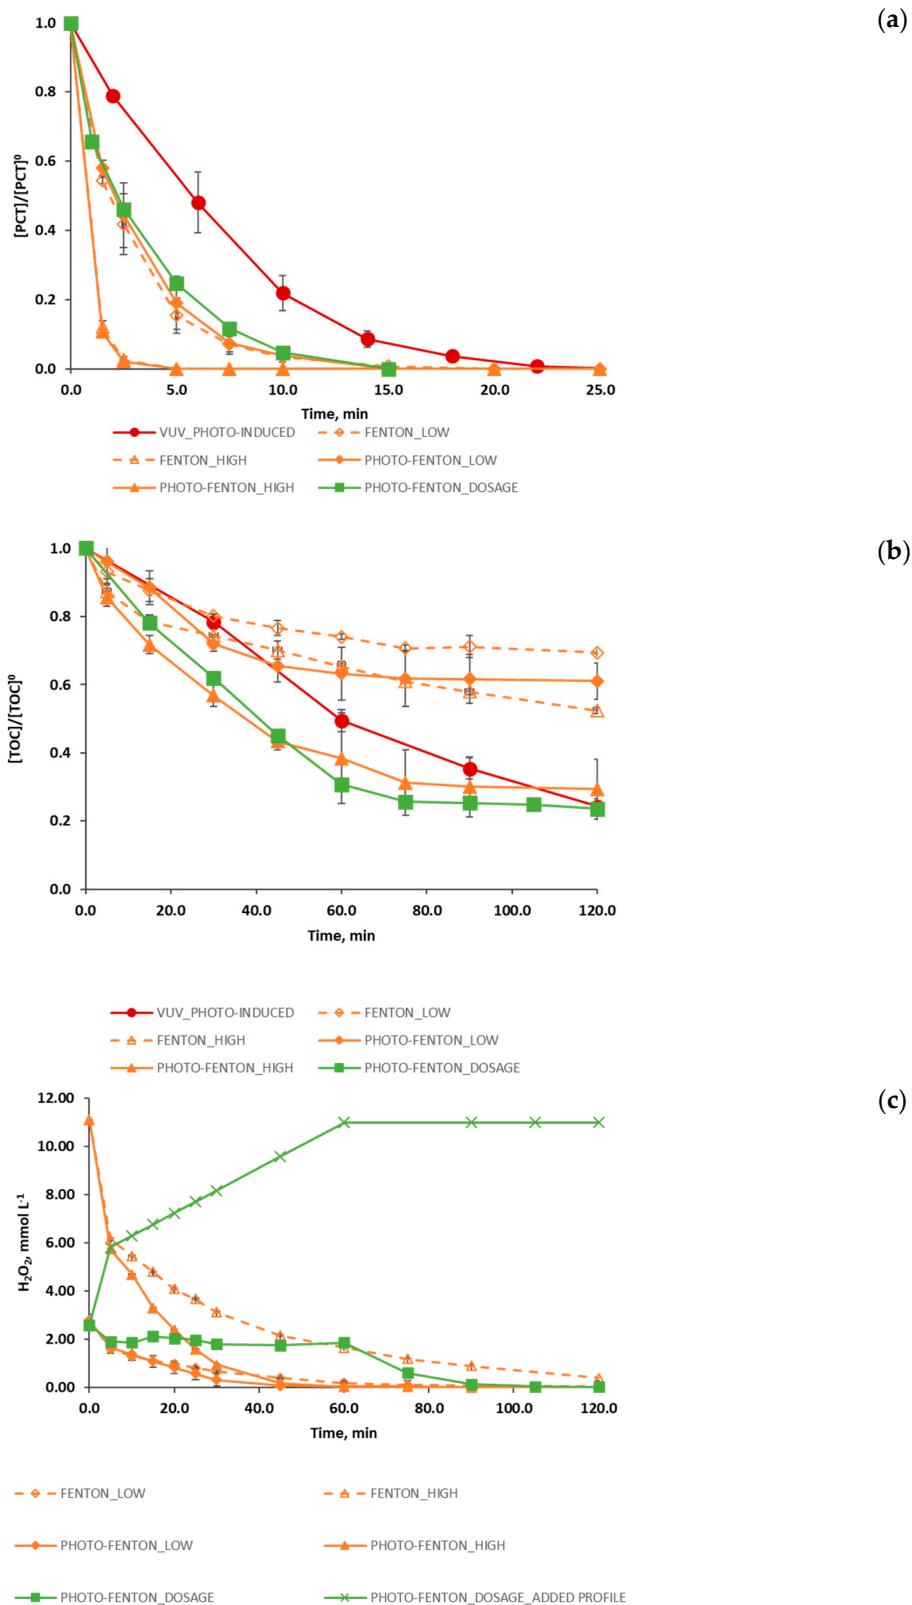 (a)
[PCT]/[PCT]⁰
1.0
0.8
0.6
0.4
0.2
0.0
0.0 5.0 10.0 15.0 20.0 25.0
Time, min
VUV_PHOTO-INDUCED FENTON_LOW
FENTON_HIGH PHOTO-FENTON_LOW
PHOTO-FENTON_HIGH PHOTO-FENTON_DOSAGE
(b)
[TOC]/[TOC]⁰
1.0
0.8
0.6
0.4
0.2
0.0
0.0 20.0 40.0 60.0 80.0 100.0 120.0
Time, min
VUV_PHOTO-INDUCED FENTON_LOW
FENTON_HIGH PHOTO-FENTON_LOW
PHOTO-FENTON_HIGH PHOTO-FENTON_DOSAGE
(c)
H₂O₂, mmol L⁻¹
12.00
10.00
8.00
6.00
4.00
2.00
0.00
0.0 20.0 40.0 60.0 80.0 100.0 120.0
Time, min
FENTON_LOW FENTON_HIGH
PHOTO-FENTON_LOW PHOTO-FENTON_HIGH
PHOTO-FENTON_DOSAGE PHOTO-FENTON_DOSAGE_ADDED PROFILE